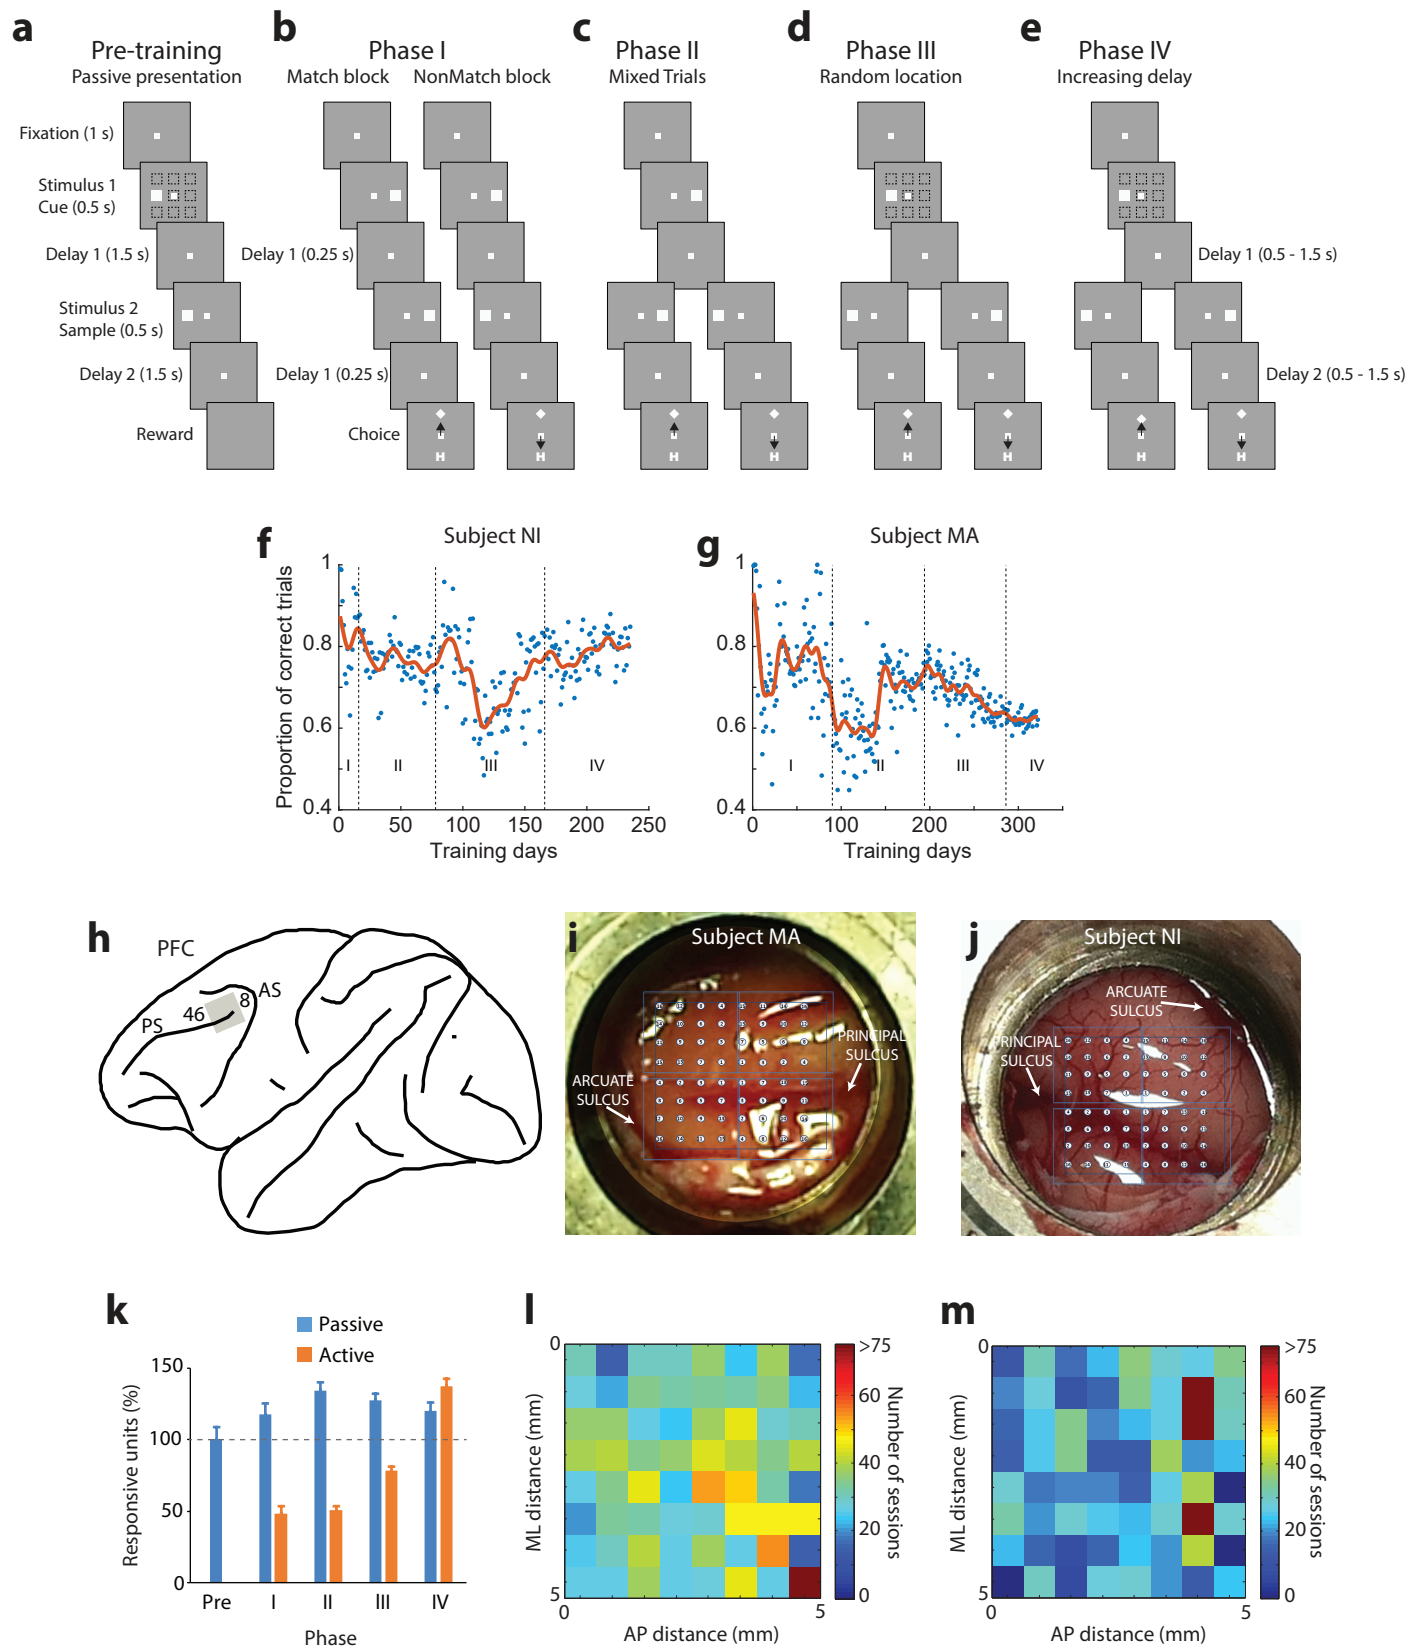 a
Pre-training
Passive presentation
b
Phase I
Match block
NonMatch block
c
Phase II
Mixed Trials
d
Phase III
Random location
e
Phase IV
Increasing delay
Fixation (1 s)
Stimulus 1
Cue (0.5 s)
Delay 1 (1.5 s)
Stimulus 2
Sample (0.5 s)
Delay 2 (1.5 s)
Reward
Delay 1 (0.25 s)
Delay 1 (0.25 s)
Choice
H
H
H
H
H
H
H
H
Delay 1 (0.5 - 1.5 s)
Delay 2 (0.5 - 1.5 s)
f
Subject NI
Proportion of correct trials
1
0.8
0.6
0.4
I
II
III
IV
0
50
100
150
200
250
Training days
g
Subject MA
1
0.8
0.6
0.4
I
II
III
IV
0
100
200
300
Training days
h
PFC
AS
8
46
PS
i
Subject MA
PRINCIPAL
SULCUS
ARCUATE
SULCUS
j
Subject NI
ARCUATE
SULCUS
PRINCIPAL
SULCUS
k
Passive
Active
Responsive units (%)
150
100
50
0
Pre
I
II
III
IV
Phase
l
ML distance (mm)
0
5
0
5
AP distance (mm)
>75
60
40
20
0
Number of sessions
m
ML distance (mm)
0
5
0
5
AP distance (mm)
>75
60
40
20
0
Number of sessions